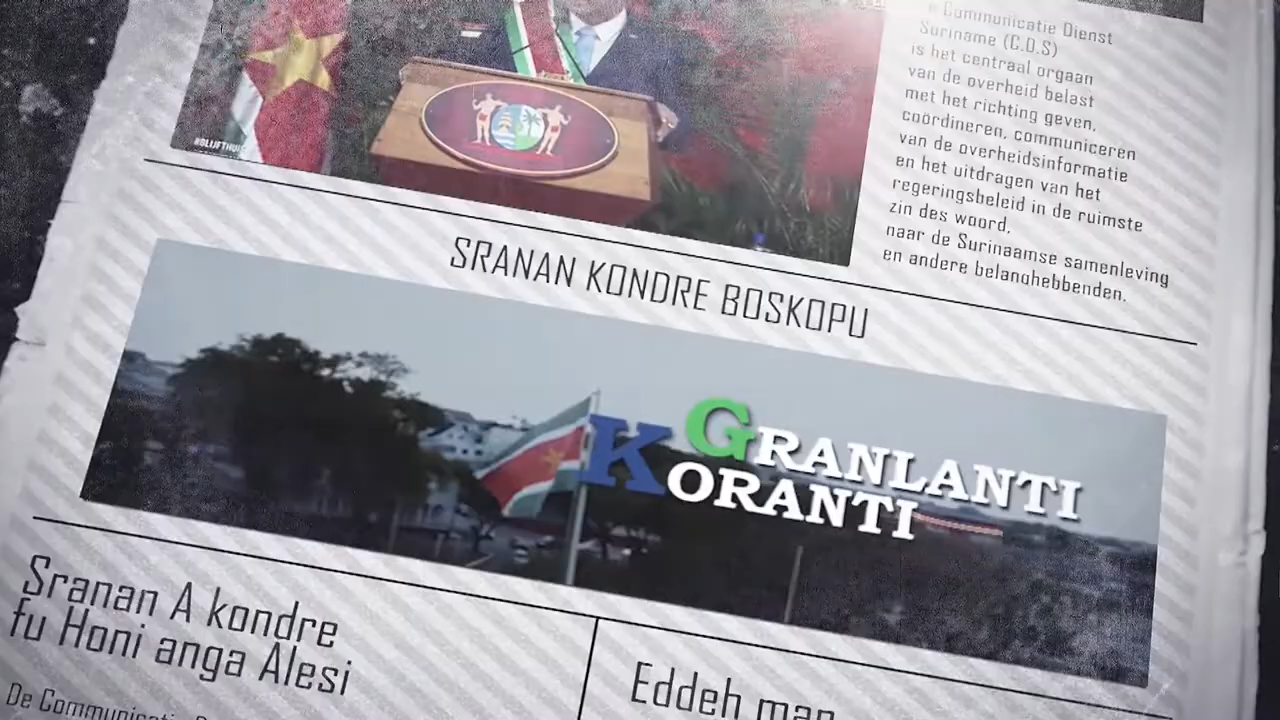 Communicatie Dienst
Suriname (C.D.S)
is het centraal orgaan
van de overheid belast
met het richting geven,
coördineren, communiceren
van de overheidsinformatie
en het uitdragen van het
regeringsbeleid in de ruimste
zin des woord,
naar de Surinaamse samenleving
en andere belanghebbenden.
SRANAN KONDRE BOSKOPU
GRANLANTI
KORANTI
Sranan A kondre
fu Honi anga Alesi
Eddeh man
De Communicatie